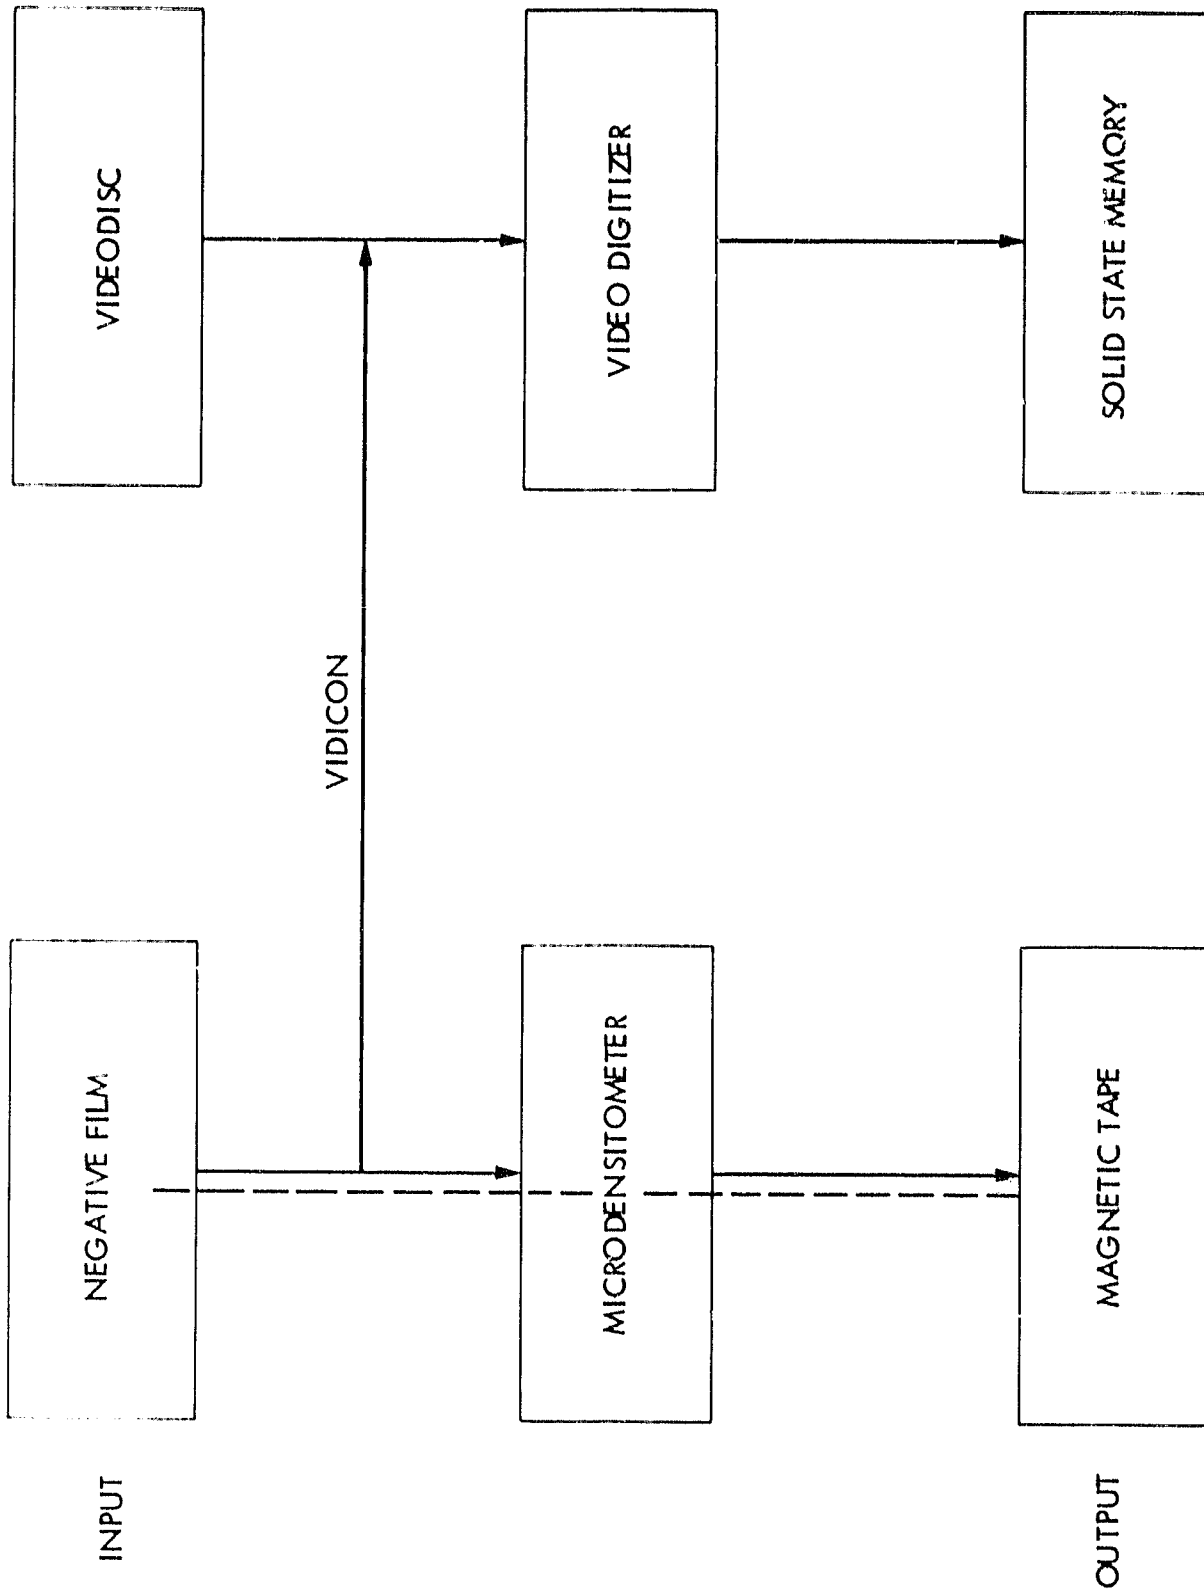 INPUT
NEGATIVE FILM
VIDEODISC
VIDICON
MICRODENSITOMETER
VIDEO DIGITIZER
OUTPUT
MAGNETIC TAPE
SOLID STATE MEMORY